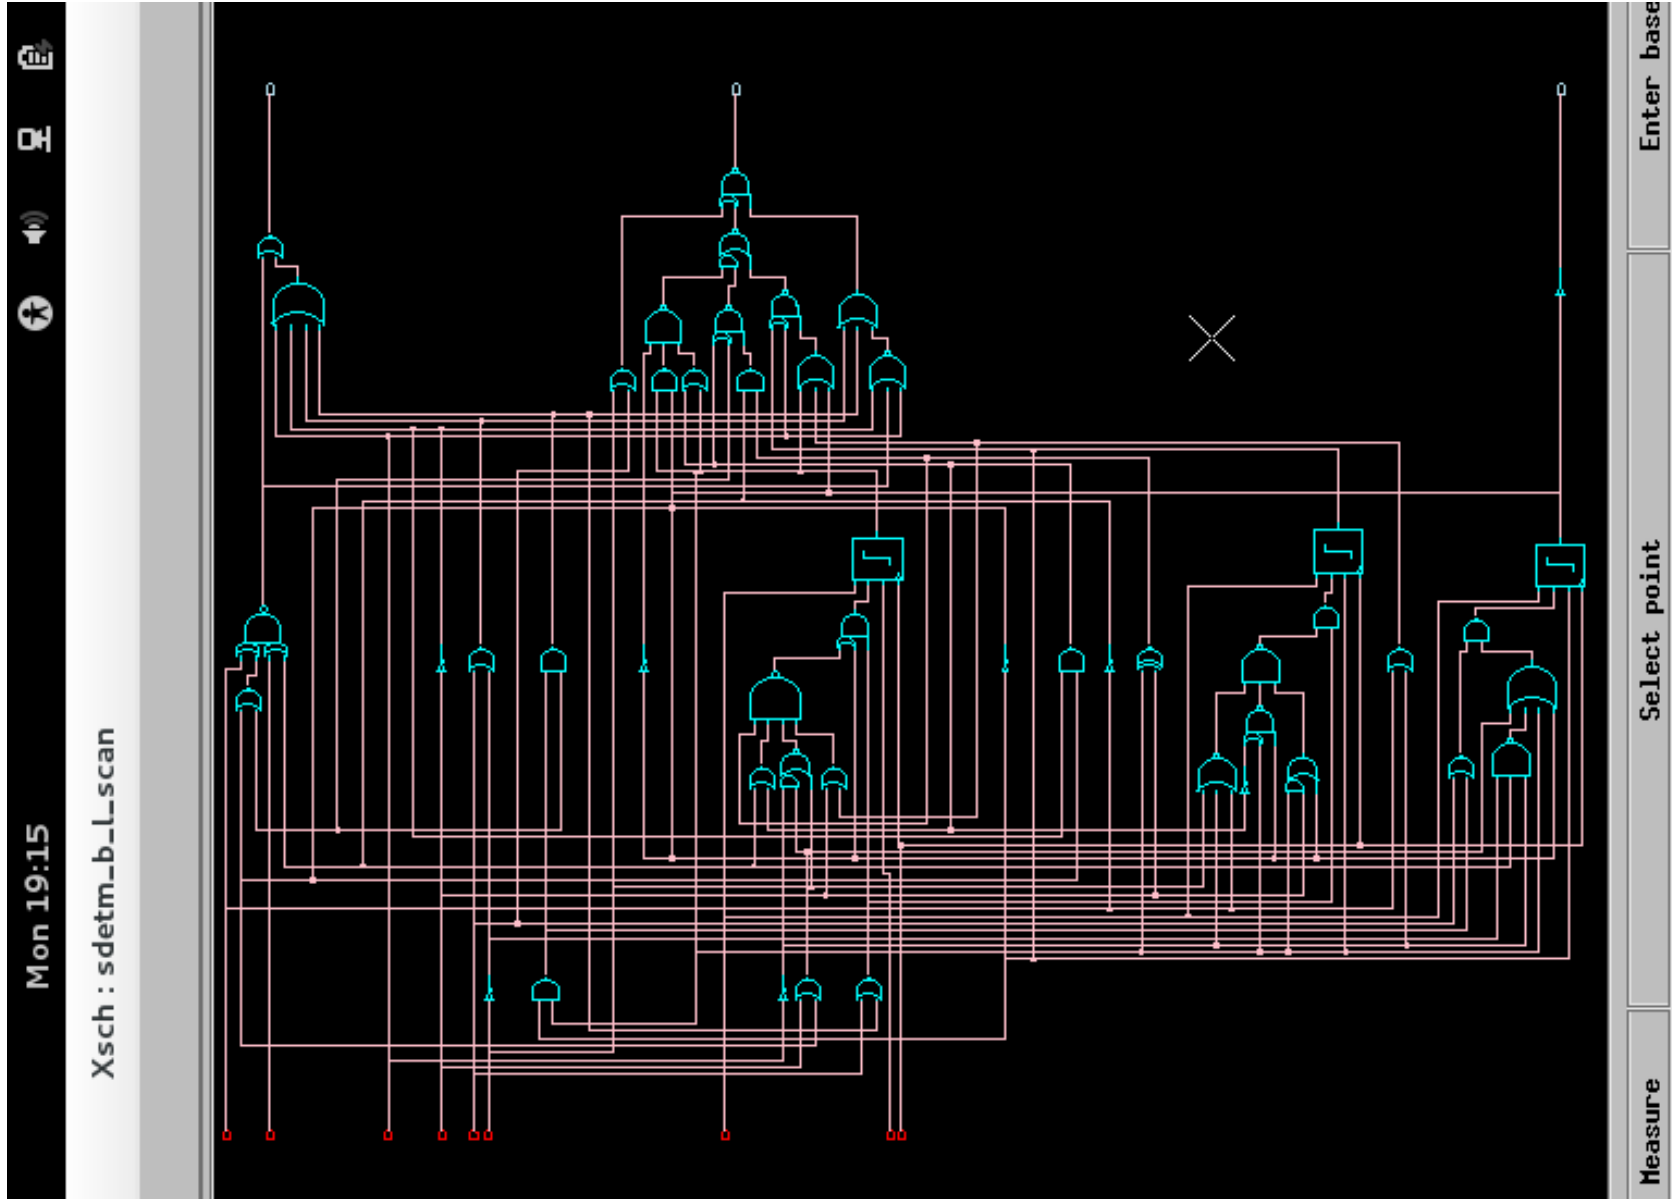 Mon 19:15
Xsch : sdetm_b_l_scan
Measure
Select point
Enter base